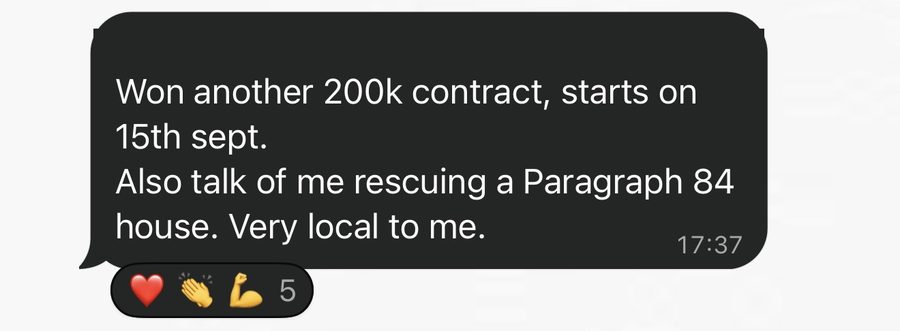 Won another 200k contract, starts on
15th sept.
Also talk of me rescuing a Paragraph 84
house. Very local to me.
17:37
❤️ 👏 💪 5